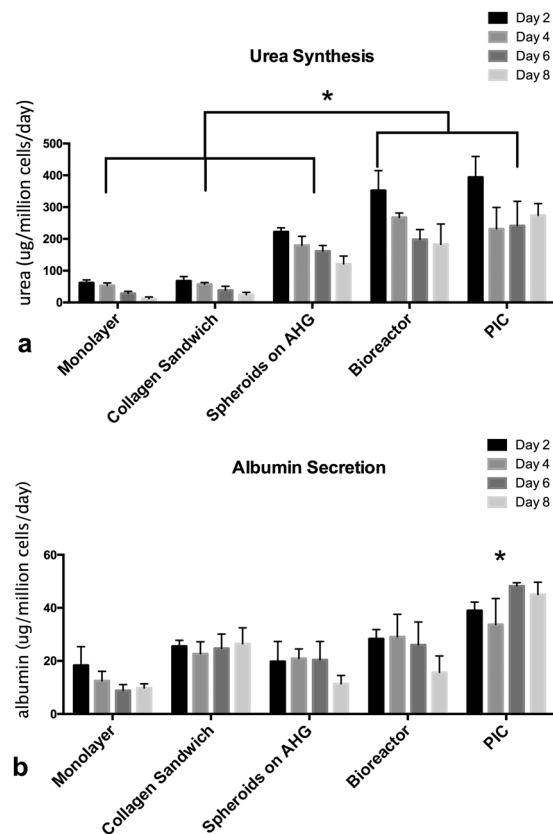 Day 2
Day 4
Day 6
Day 8
Urea Synthesis
*
urea (ug/million cells/day)
500
400
300
200
100
0
Monolayer
Collagen Sandwich
Spheroids on AHG
Bioreactor
PIC
a
Day 2
Day 4
Day 6
Day 8
Albumin Secretion
*
albumin (ug/million cells/day)
60
40
20
0
Monolayer
Collagen Sandwich
Spheroids on AHG
Bioreactor
PIC
b